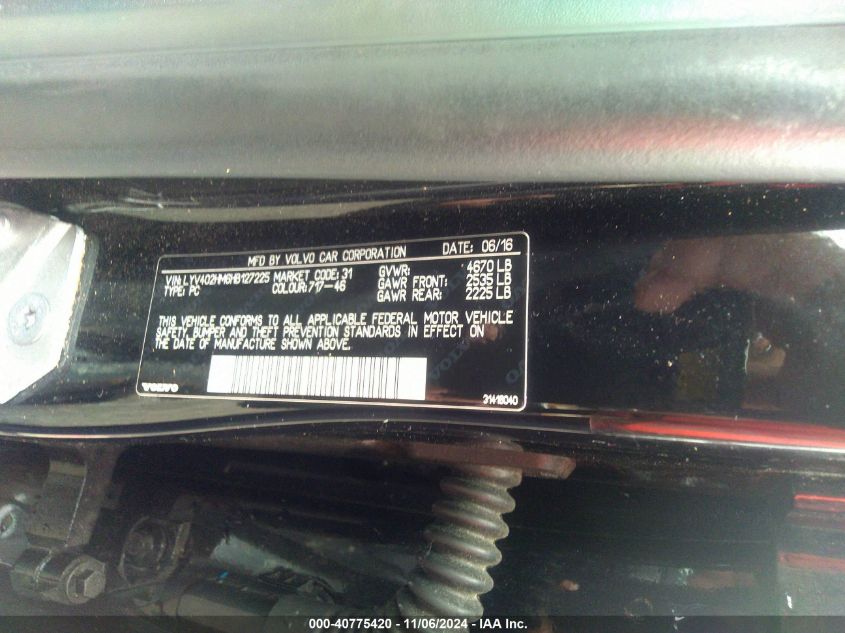 MFD BY VOLVO CAR CORPORATION DATE: 06/16
VIN: LYV402HM6HB127225 MARKET CODE: 31 GVWR: 4670 LB
TYPE: PC COLOUR: 717-46 GAWR FRONT: 2535 LB
GAWR REAR: 2225 LB
THIS VEHICLE CONFORMS TO ALL APPLICABLE FEDERAL MOTOR VEHICLE
SAFETY, BUMPER AND THEFT PREVENTION STANDARDS IN EFFECT ON
THE DATE OF MANUFACTURE SHOWN ABOVE.
VOLVO 31418040
000-40775420 - 11/06/2024 - IAA Inc.